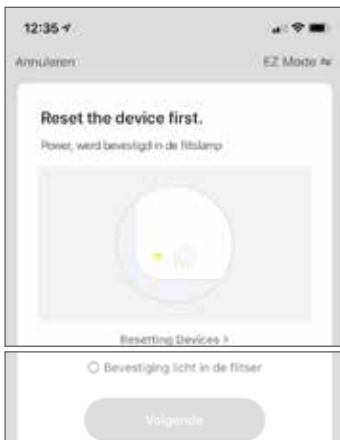 12:35
Annuleren
EZ Mode
Reset the device first.
Power, werd bevestigd in de flitslamp
Resetting Devices >
Bevestiging licht in de flitser
Volgende